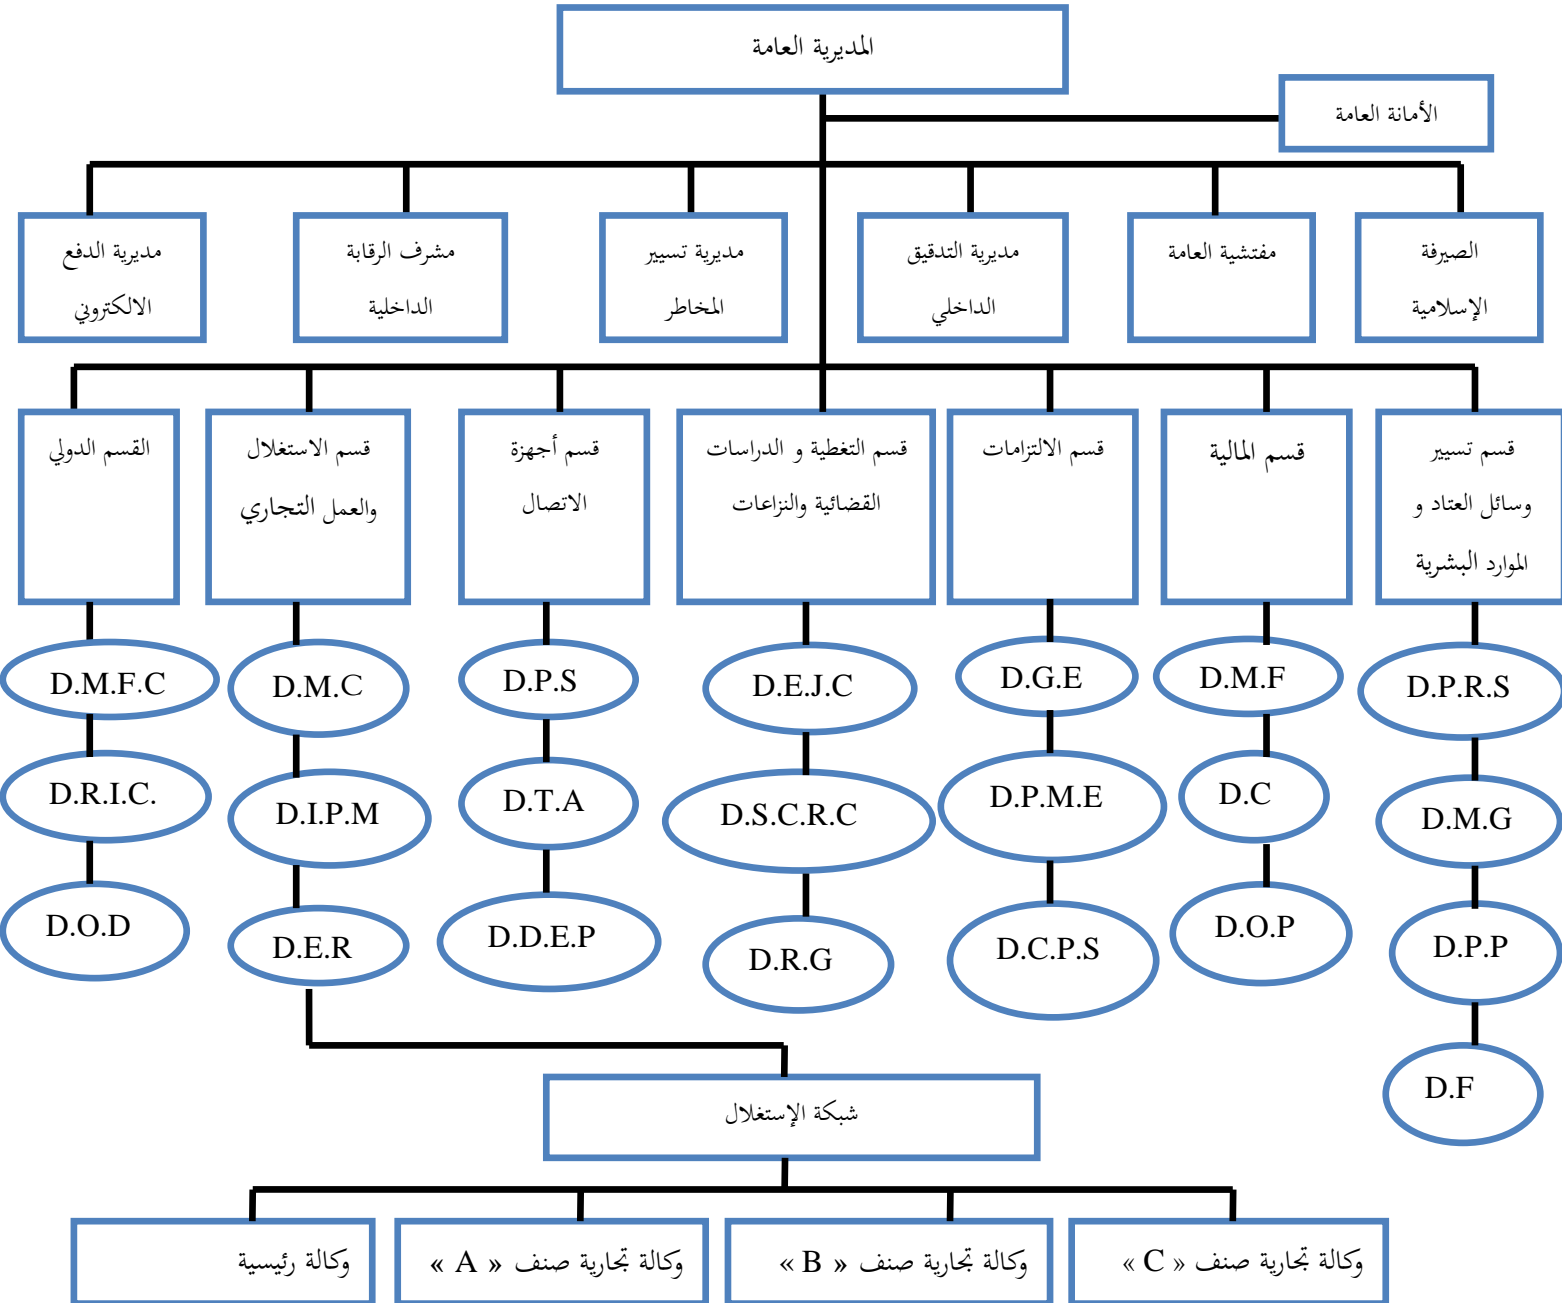 المديرية العامة
الأمانة العامة
الصيرفة
الإسلامية
مفتشية العامة
مديرية التدقيق
الداخلي
مديرية تسيير
المخاطر
مشرف الرقابة
الداخلية
مديرية الدفع
الالكتروني
قسم تسيير
وسائل العتاد و
الموارد البشرية
قسم المالية
قسم الالتزامات
قسم التغطية و الدراسات
القضائية والنزاعات
قسم أجهزة
الاتصال
قسم الاستغلال
والعمل التجاري
القسم الدولي
D.P.R.S
D.M.G
D.P.P
D.F
D.M.F
D.C
D.O.P
D.G.E
D.P.M.E
D.C.P.S
D.E.J.C
D.S.C.R.C
D.R.G
D.P.S
D.T.A
D.D.E.P
D.M.C
D.I.P.M
D.E.R
D.M.F.C
D.R.I.C.
D.O.D
شبكة الإستغلال
وكالة تجارية صنف « C »
وكالة تجارية صنف « B »
وكالة تجارية صنف « A »
وكالة رئيسية